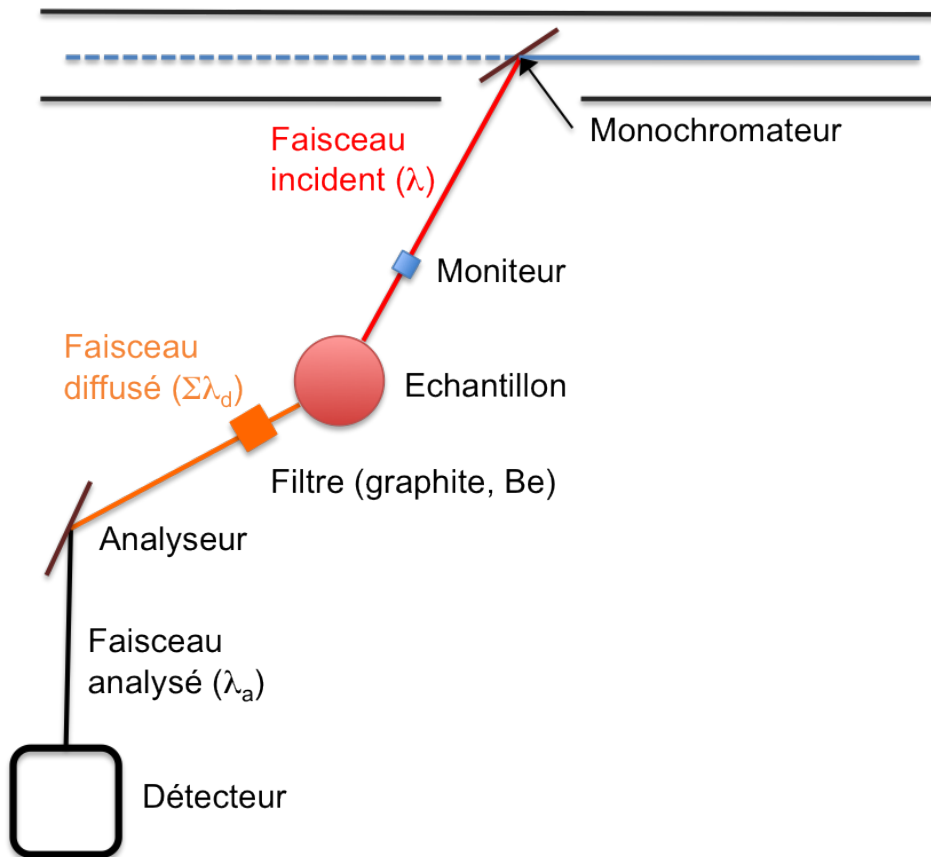 Monochromateur
Faisceau
incident (λ)
Moniteur
Faisceau
diffusé (Σλd)
Echantillon
Filtre (graphite, Be)
Analyseur
Faisceau
analysé (λa)
Détecteur